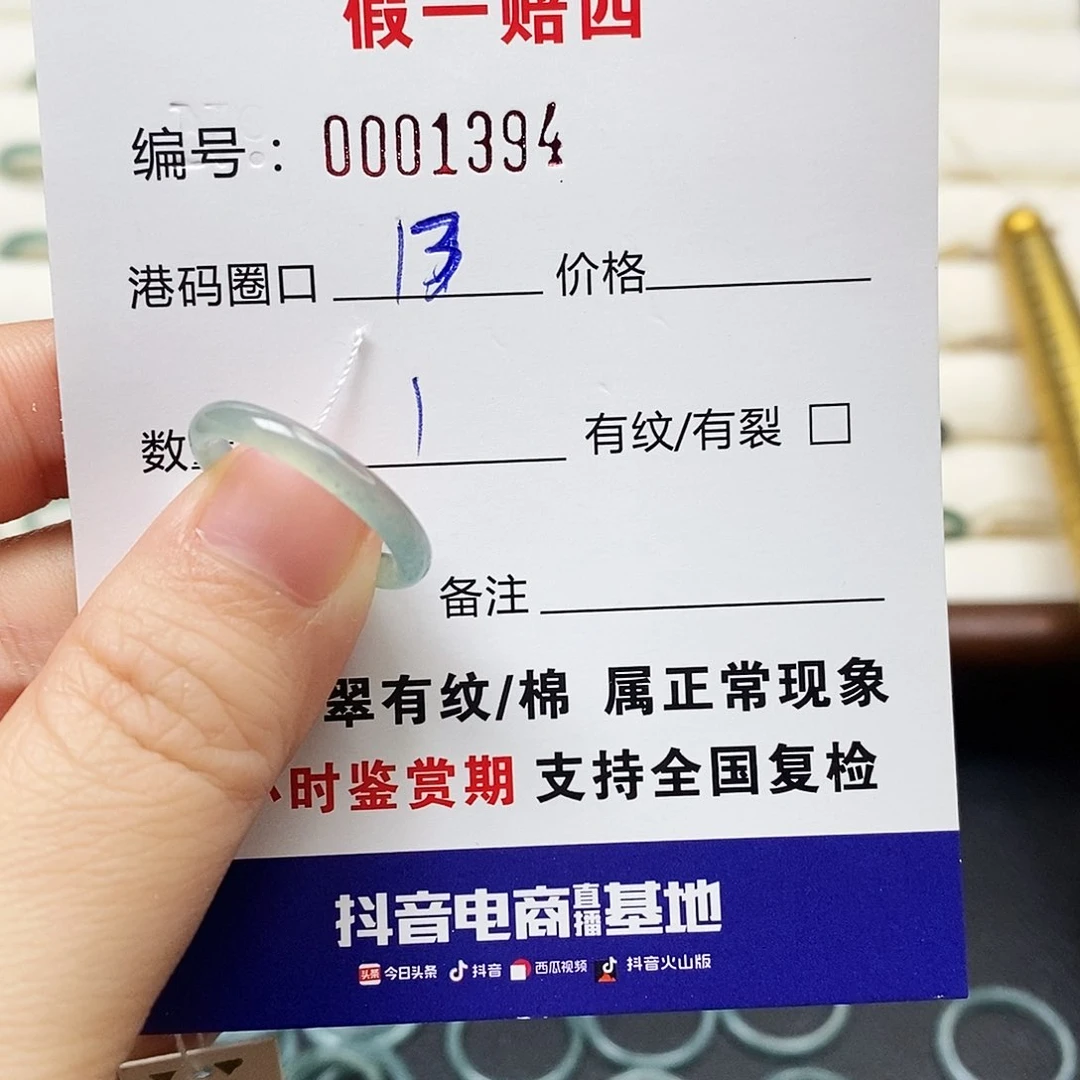 假一赔四
编号：0001394
港码圈口 13 价格
数 1 有纹/有裂 □
备注
翠有纹/棉 属正常现象
小时鉴赏期 支持全国复检
抖音电商直播基地
头条 今日头条 抖音 西瓜视频 抖音火山版